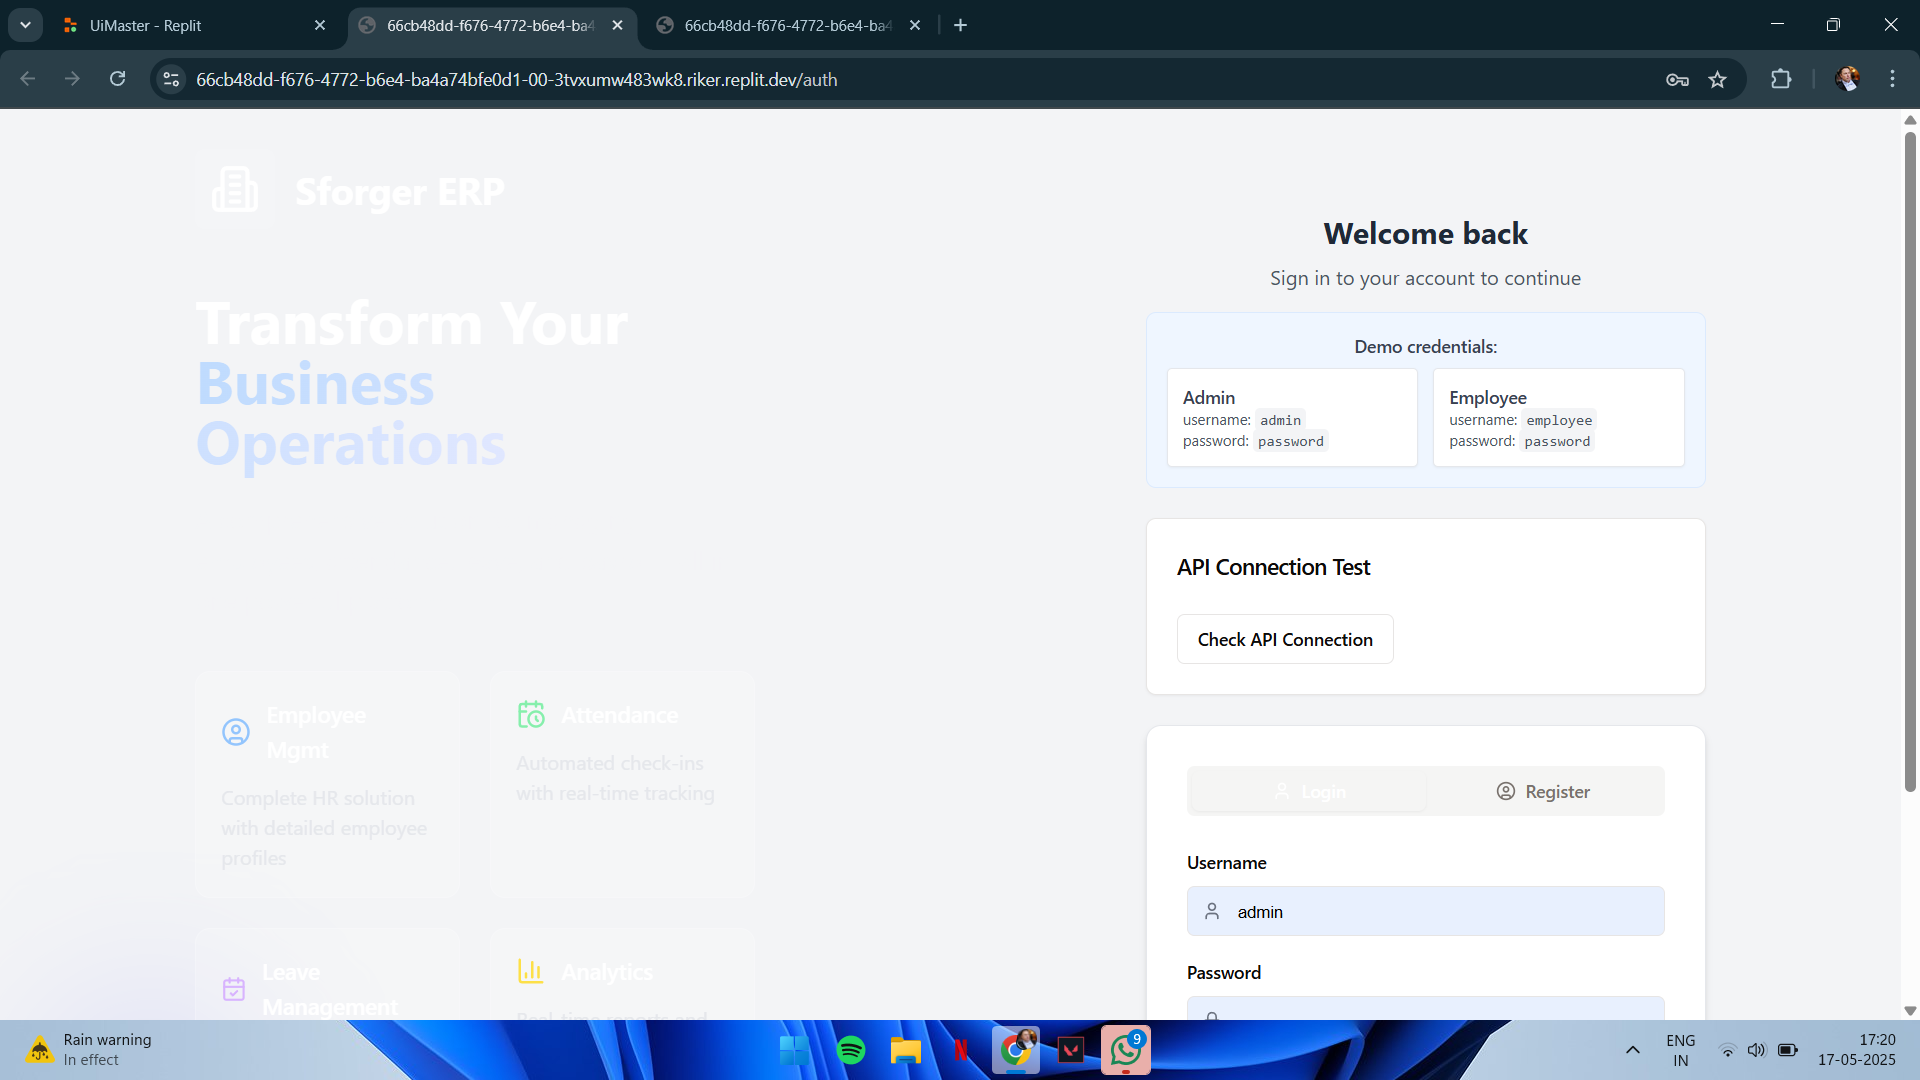 UiMaster - Replit
66cb48dd-f676-4772-b6e4-ba4
66cb48dd-f676-4772-b6e4-ba4
66cb48dd-f676-4772-b6e4-ba4a74bfe0d1-00-3tvxumw483wk8.riker.replit.dev/auth
Sforger ERP
Transform Your
Business
Operations
Employee
Mgmt
Complete HR solution
with detailed employee
profiles
Attendance
Automated check-ins
with real-time tracking
Leave
Management
Analytics
Real-time reports and
Welcome back
Sign in to your account to continue
Demo credentials:
Admin
username: admin
password: password
Employee
username: employee
password: password
API Connection Test
Check API Connection
Login
Register
Username
admin
Password
Rain warning
In effect
9
ENG
IN
17:20
17-05-2025